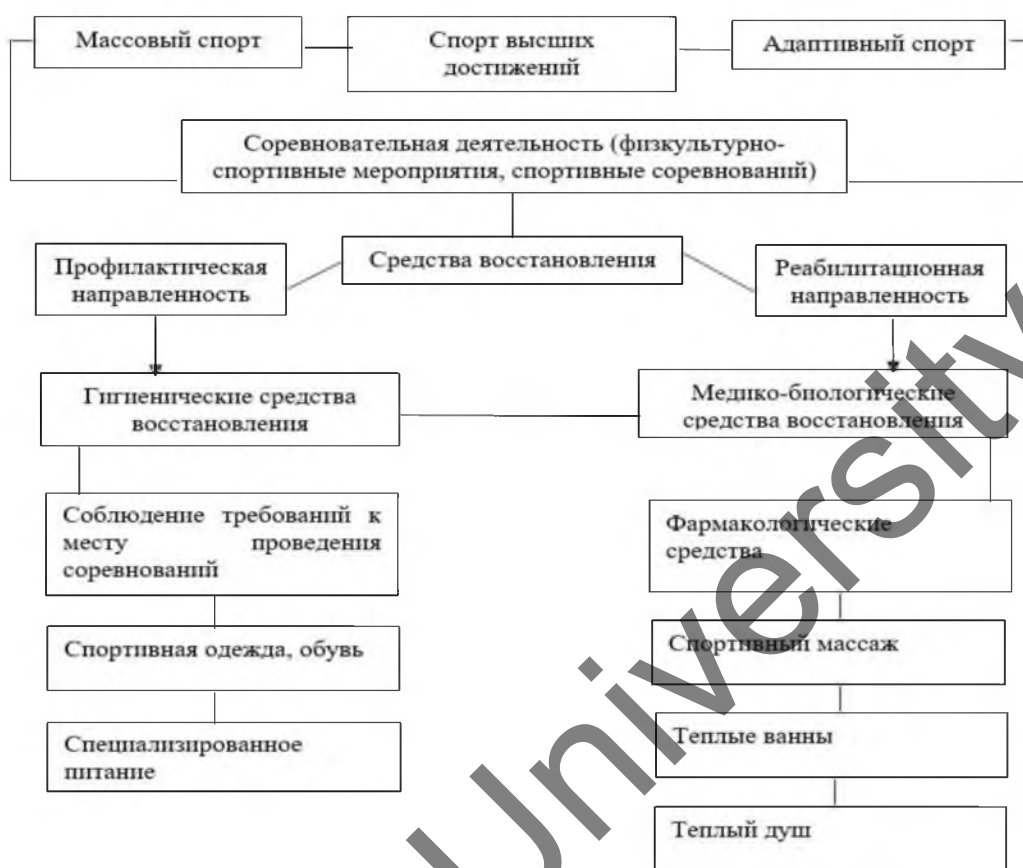 Массовый спорт
Спорт высших
достижений
Адаптивный спорт
Соревновательная деятельность (физкультурно-
спортивные мероприятия, спортивные соревнований)
Профилактическая
направленность
Средства восстановления
Реабилитационная
направленность
Гигиенические средства
восстановления
Медико-биологические
средства восстановления
Соблюдение требований к
месту проведения
соревнований
Фармакологические
средства
Спортивная одежда, обувь
Спортивный массаж
Специализированное
питание
Теплые ванны
Теплый душ
University